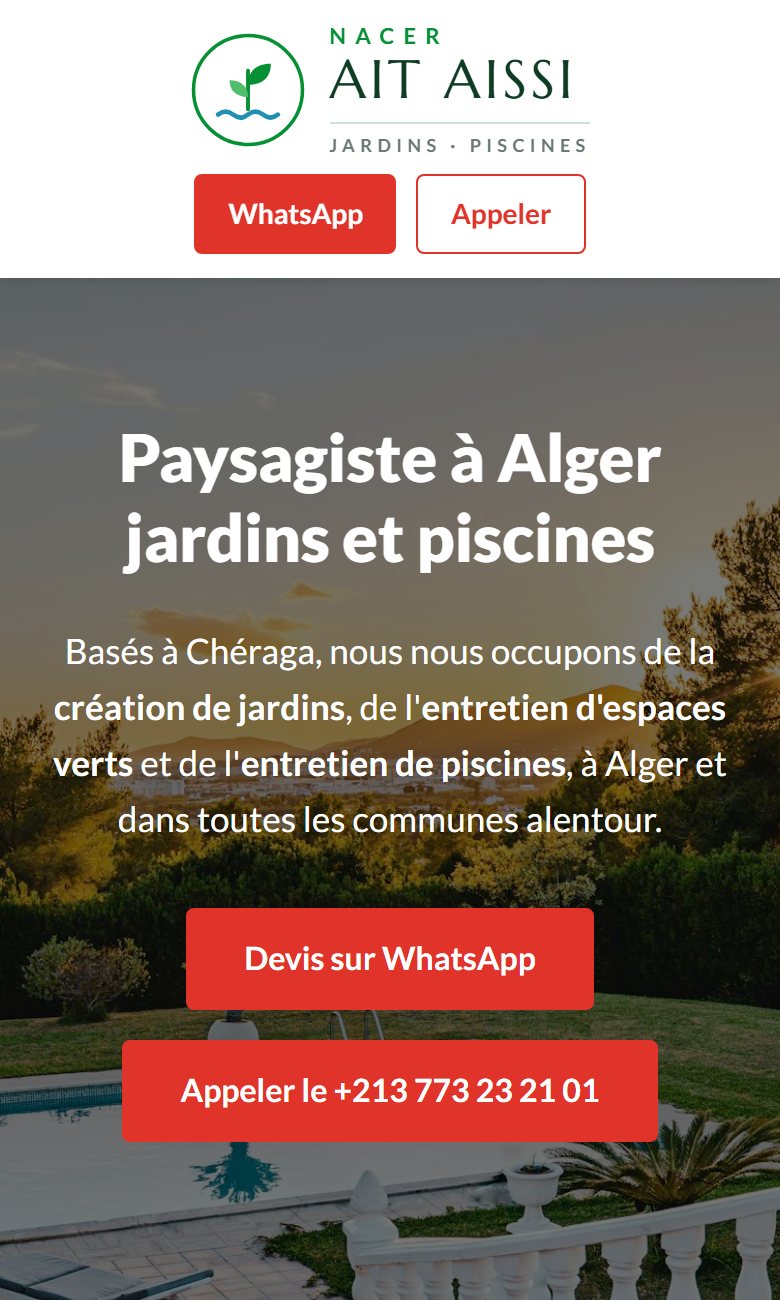 NACER
AIT AISSI
JARDINS · PISCINES
WhatsApp
Appeler
Paysagiste à Alger
jardins et piscines
Basés à Chéraga, nous nous occupons de la
création de jardins, de l'entretien d'espaces
verts et de l'entretien de piscines, à Alger et
dans toutes les communes alentour.
Devis sur WhatsApp
Appeler le +213 773 23 21 01